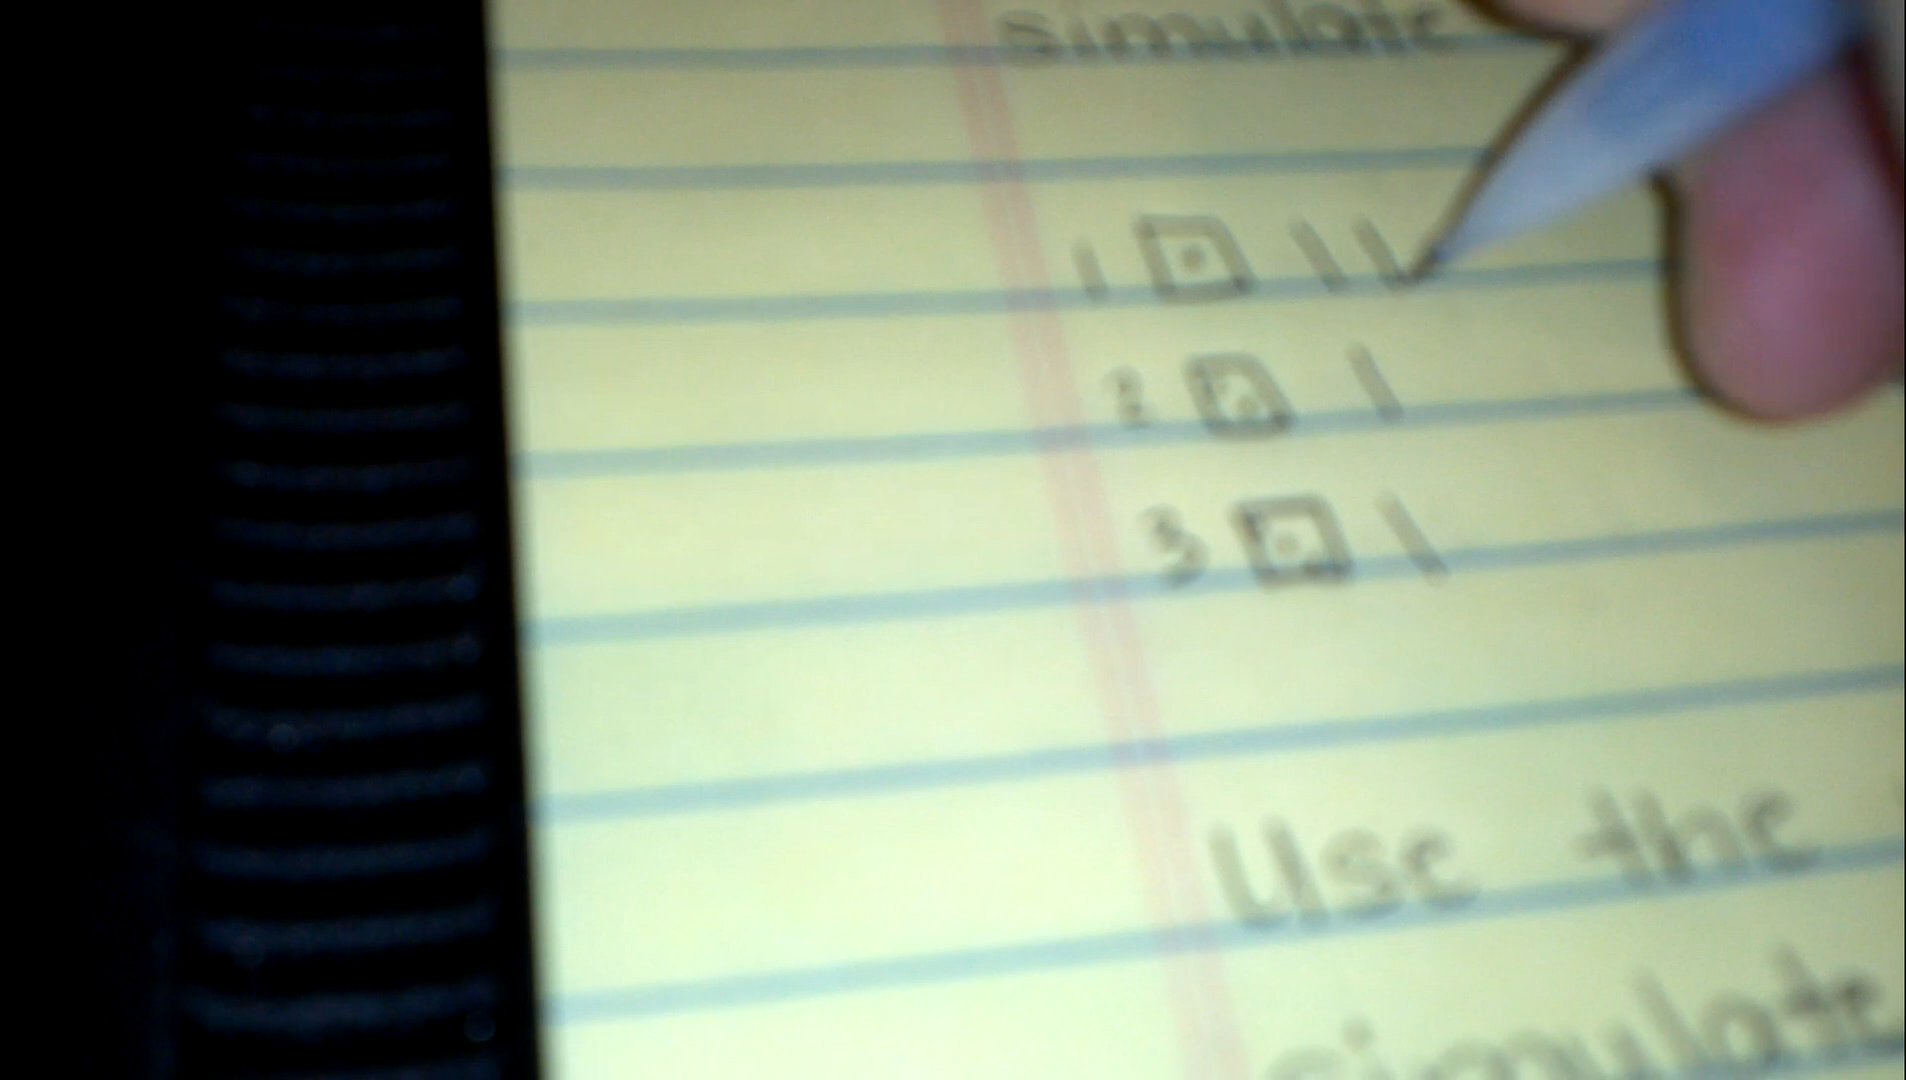 simulate
1 ⚀ | |
2 ⚁ |
3 ⚂ |
Use the
simulate